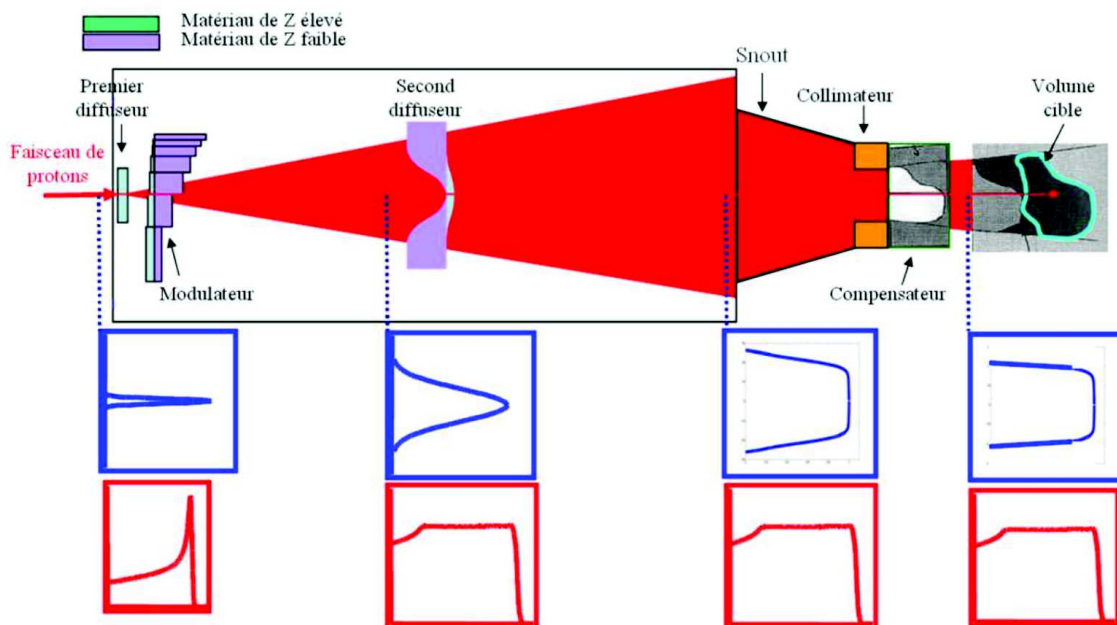 Matériau de Z élevé
Matériau de Z faible
Premier
diffuseur
Second
diffuseur
Snout
Collimateur
Volume
cible
Faisceau de
protons
Modulateur
Compensateur